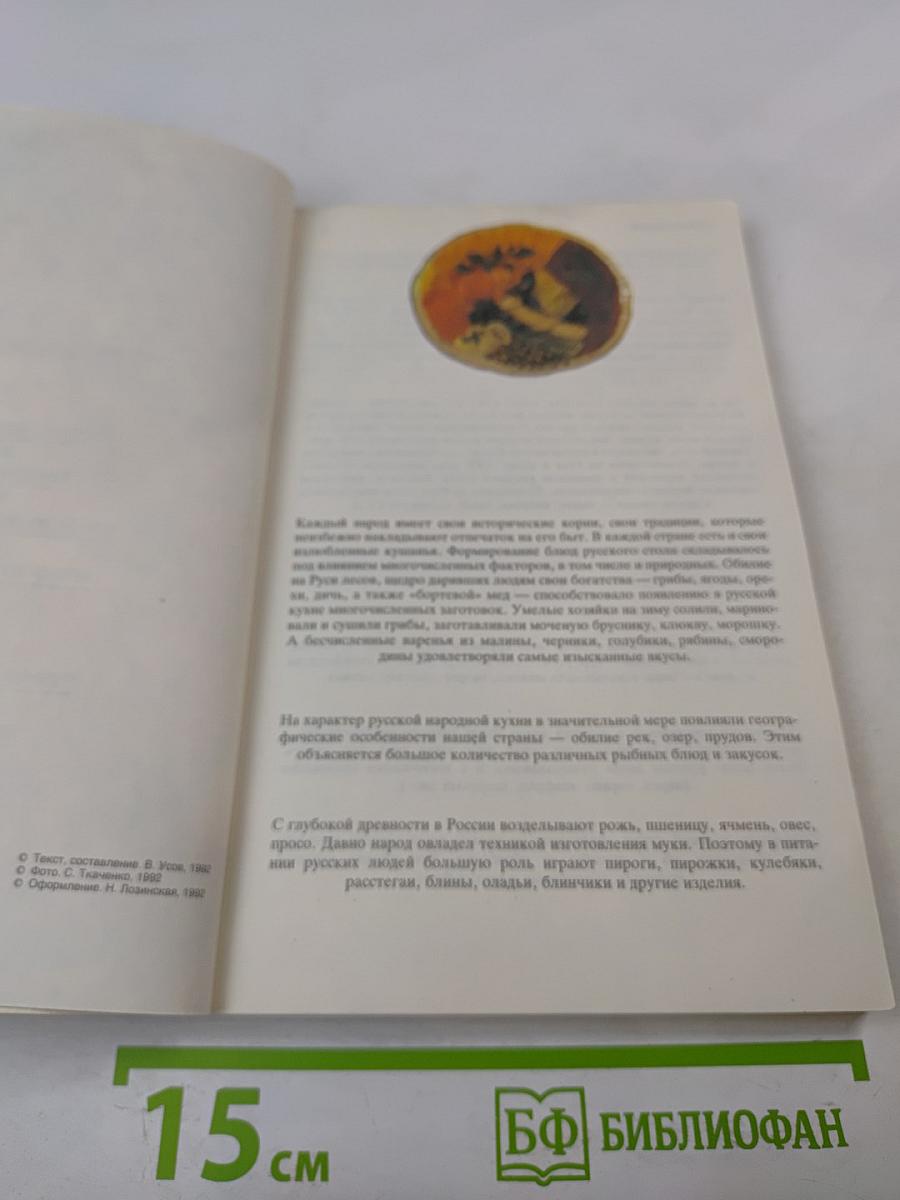 © Текст, составление. В. Усов, 1992
© Фото. С. Ткаченко, 1992
© Оформление. Н. Лозинская, 1992
Каждый народ имеет свои исторические корни, свои традиции, которые
неизбежно накладывают отпечаток на его быт. В каждой стране есть и свои
излюбленные кушанья. Формирование блюд русского стола складывалось
под влиянием многочисленных факторов, в том числе и природных. Обилие
на Руси лесов, щедро даривших людям свои богатства — грибы, ягоды, оре-
хи, дичь, а также «бортевой» мед — способствовало появлению в русской
кухне многочисленных заготовок. Умелые хозяйки на зиму солили, марино-
вали и сушили грибы, заготавливали моченую бруснику, клюкву, морошку.
А бесчисленные варенья из малины, черники, голубики, рябины, сморо-
дины удовлетворяли самые изысканные вкусы.
На характер русской народной кухни в значительной мере повлияли геогра-
фические особенности нашей страны — обилие рек, озер, прудов. Этим
объясняется большое количество различных рыбных блюд и закусок.
С глубокой древности в России возделывают рожь, пшеницу, ячмень, овес,
просо. Давно народ овладел техникой изготовления муки. Поэтому в пита-
нии русских людей большую роль играют пироги, пирожки, кулебяки,
расстегаи, блины, оладьи, блинчики и другие изделия.
15 см
БФ БИБЛИОФАН